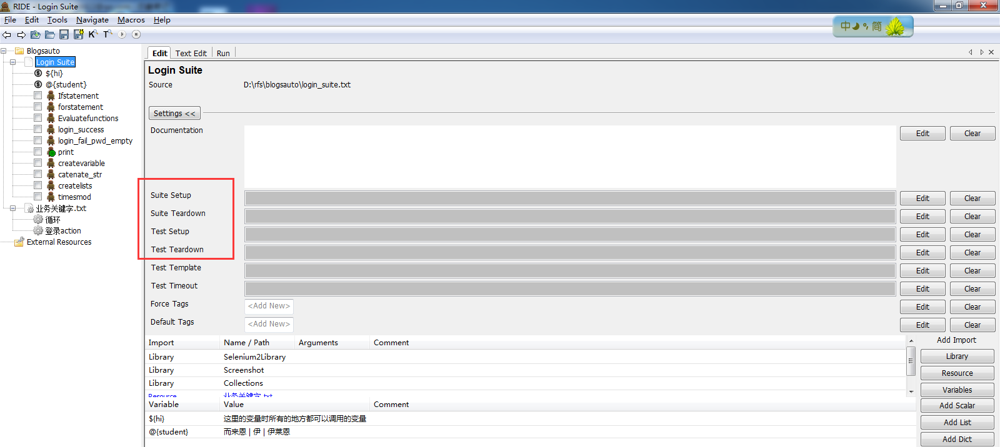 RIDE - Login Suite
File Edit Tools Navigate Macros Help
中 简
K T
Blogsauto
Login Suite
${hi}
@{student}
Ifstatement
forstatement
Evaluatefunctions
login_success
login_fail_pwd_empty
print
createvariable
catenate_str
createlists
timesmod
业务关键字.txt
循环
登录action
External Resources
Edit Text Edit Run
Login Suite
Source D:\rfs\blogsauto\login_suite.txt
Settings <<
Documentation Edit Clear
Suite Setup Edit Clear
Suite Teardown Edit Clear
Test Setup Edit Clear
Test Teardown Edit Clear
Test Template Edit Clear
Test Timeout Edit Clear
Force Tags <Add New> Edit Clear
Default Tags <Add New> Edit Clear
Import Name / Path Arguments Comment
Library Selenium2Library
Library Screenshot
Library Collections
Resource 业务关键字.txt
Add Import
Library
Resource
Variables
Variable Value Comment
${hi} 这里的变量时所有的地方都可以调用的变量
@{student} 而来恩 | 伊 | 伊莱恩
Add Scalar
Add List
Add Dict